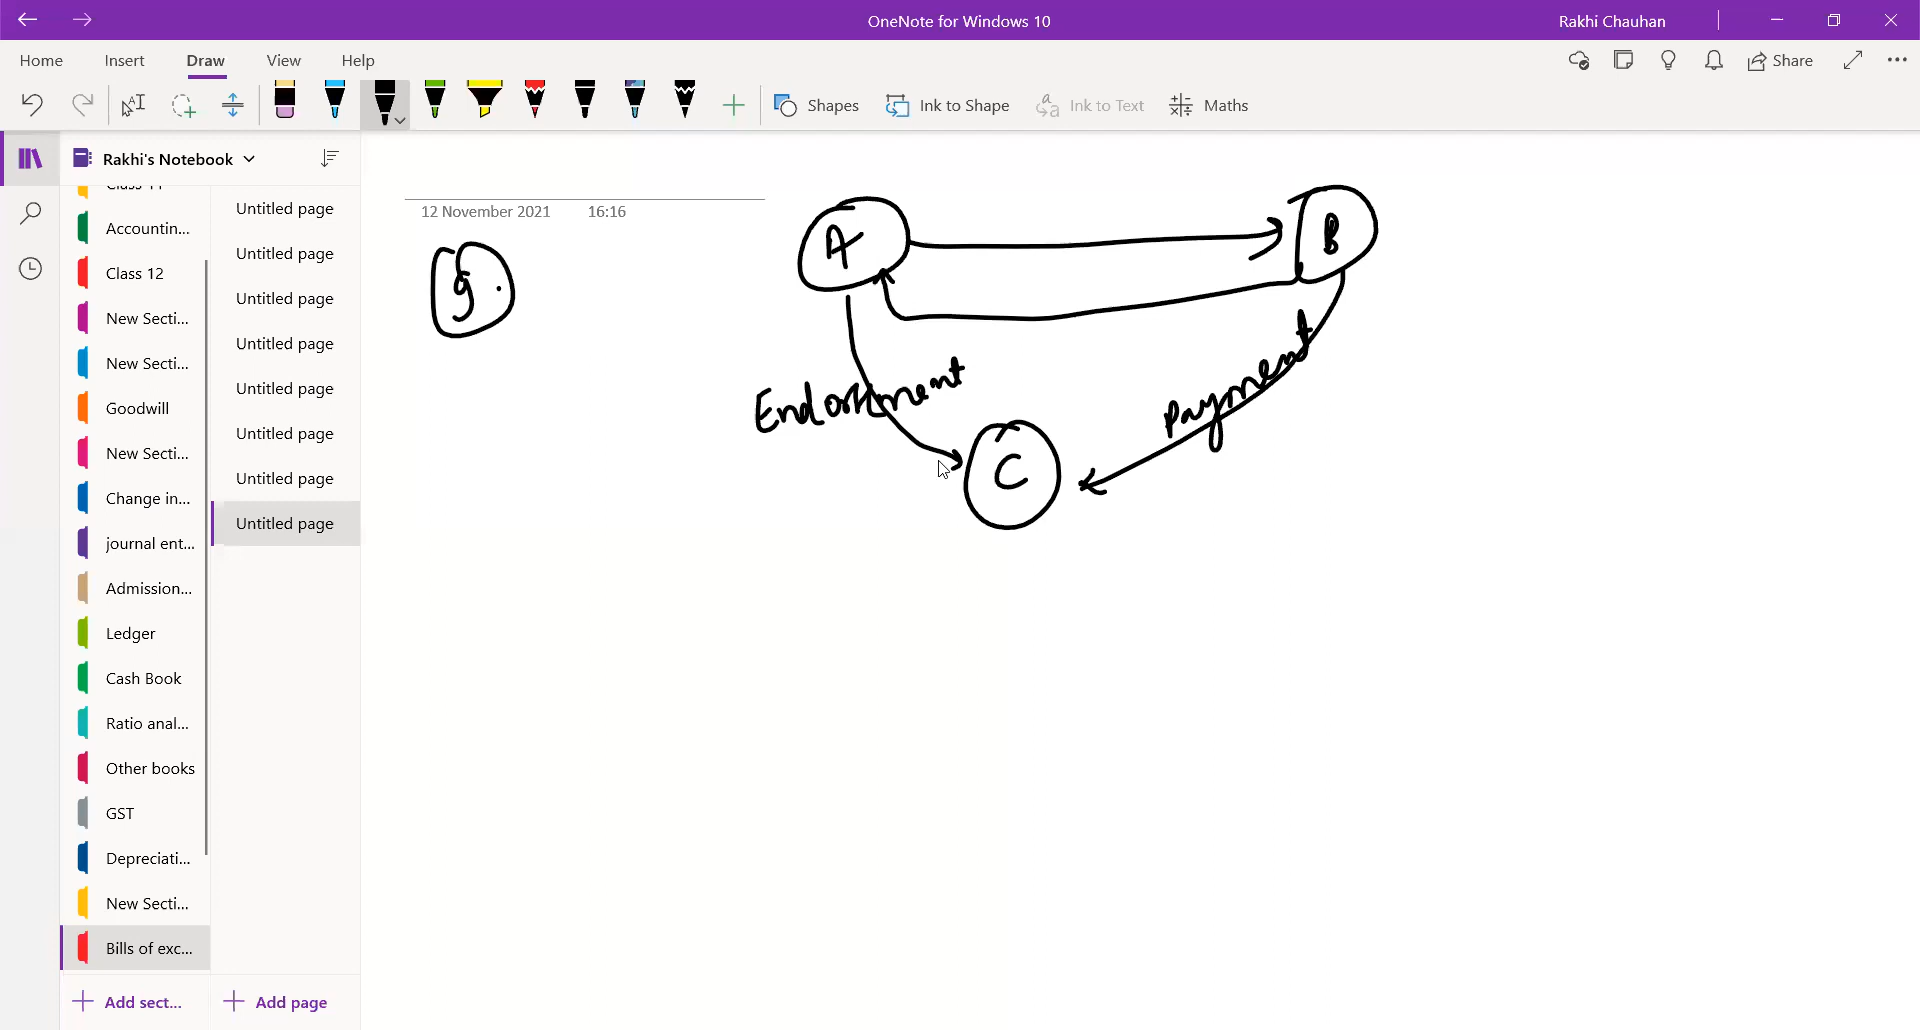 OneNote for Windows 10
Rakhi Chauhan
Home Insert Draw View Help
Share
Shapes Ink to Shape Ink to Text Maths
Rakhi's Notebook
Accountin...
Class 12
New Secti...
New Secti...
Goodwill
New Secti...
Change in...
journal ent...
Admission...
Ledger
Cash Book
Ratio anal...
Other books
GST
Depreciati...
New Secti...
Bills of exc...
Add sect...
Untitled page
Untitled page
Untitled page
Untitled page
Untitled page
Untitled page
Untitled page
Untitled page
Add page
12 November 2021 16:16
A
B
9.
Payment
C